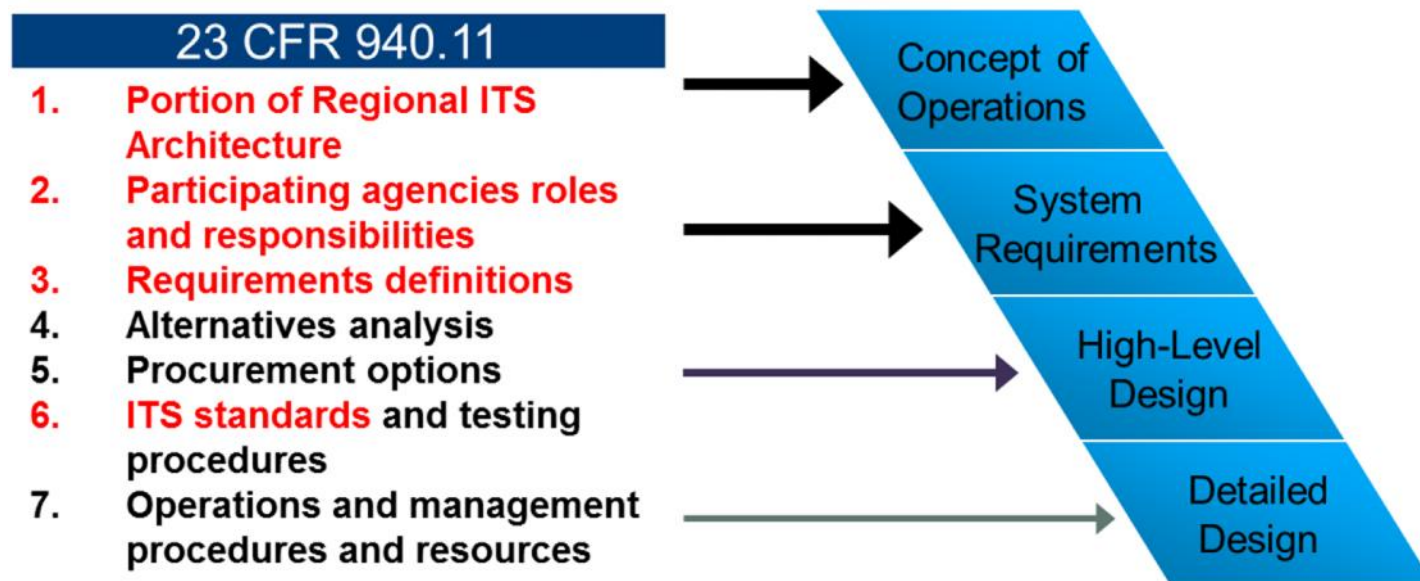 23 CFR 940.11
1. Portion of Regional ITS
Architecture
2. Participating agencies roles
and responsibilities
3. Requirements definitions
4. Alternatives analysis
5. Procurement options
6. ITS standards and testing
procedures
7. Operations and management
procedures and resources
Concept of
Operations
System
Requirements
High-Level
Design
Detailed
Design